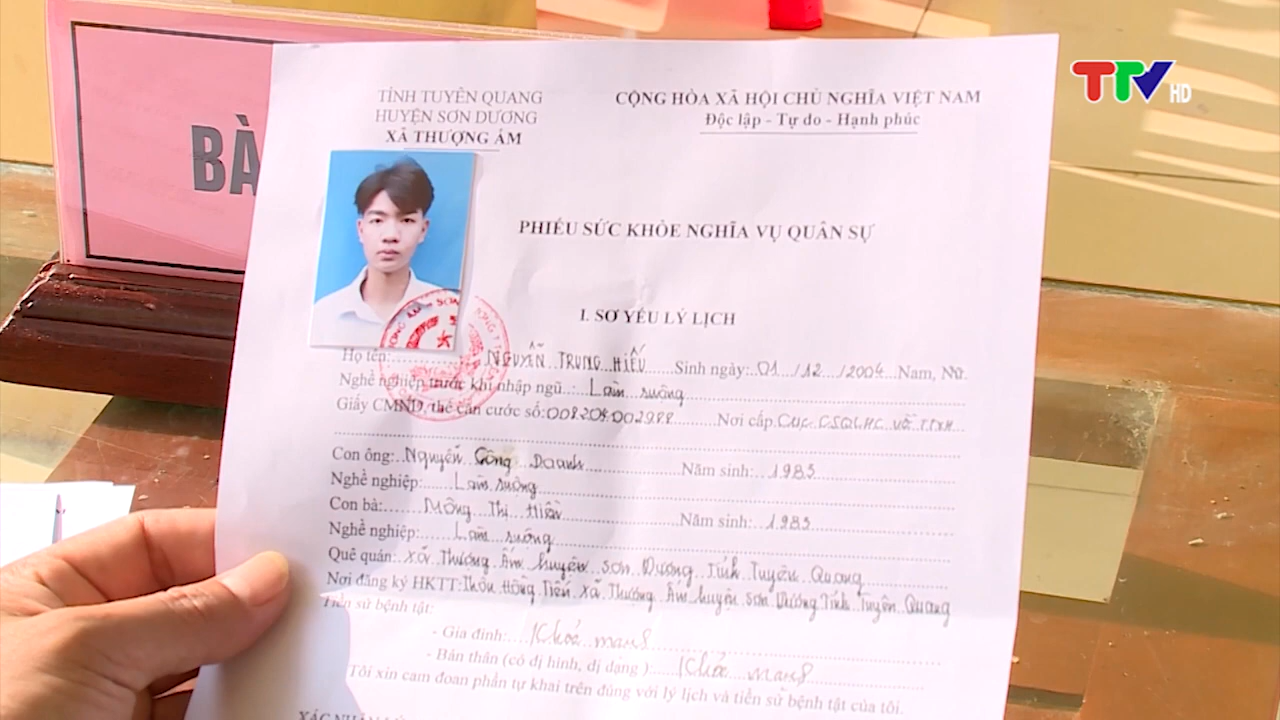 TTV HD
BÀ
TỈNH TUYÊN QUANG
HUYỆN SƠN DƯƠNG
XÃ THƯỢNG ẤM
CỘNG HÒA XÃ HỘI CHỦ NGHĨA VIỆT NAM
Độc lập - Tự do - Hạnh phúc
PHIẾU SỨC KHỎE NGHĨA VỤ QUÂN SỰ
I. SƠ YẾU LÝ LỊCH
Họ tên: NGUYỄN TRUNG HIẾU Sinh ngày: 01 /12 /2004 Nam, Nữ.
Nghề nghiệp trước khi nhập ngũ : Làm ruộng
Giấy CMND, thẻ căn cước số: 008204002988 Nơi cấp Cục CSQLHC về TTXH
Con ông: Nguyễn Công Doanh Năm sinh: 1983
Nghề nghiệp: Làm ruộng
Con bà: Thị Hiền Năm sinh: 1983
Nghề nghiệp: Làm ruộng
Quê quán: xã Thượng Ấm huyện Sơn Dương Tỉnh Tuyên Quang
Nơi đăng ký HKTT: Thôn Hồng Tiến xã Thượng Ấm huyện Sơn Dương Tỉnh Tuyên Quang
Tiền sử bệnh tật:
- Gia đình: Khỏe mạnh
- Bản thân (có dị hình, dị dạng ): Khỏe mạnh
Tôi xin cam đoan phần tự khai trên đúng với lý lịch và tiền sử bệnh tật của tôi.
XÁC NHẬN